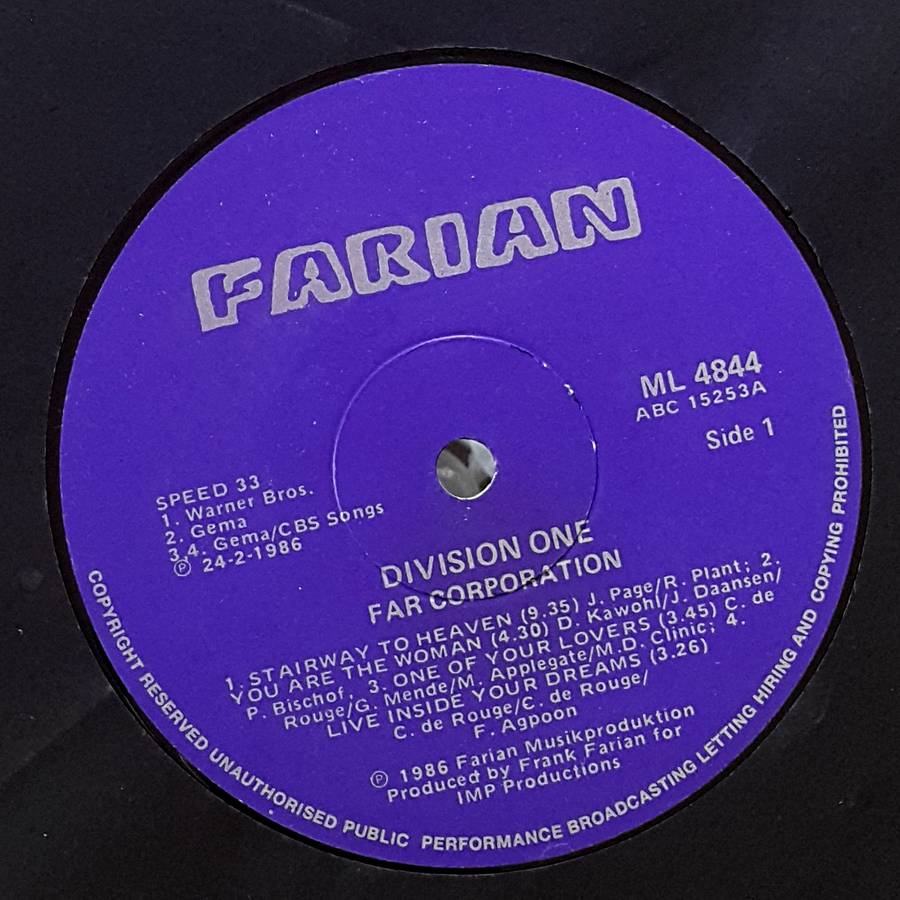 FARIAN
ML 4844
ABC 15253A
Side 1
SPEED 33
1. Warner Bros.
2. Gema
3,4. Gema/CBS Songs
Ⓟ 24-2-1986
DIVISION ONE
FAR CORPORATION
1. STAIRWAY TO HEAVEN (9.35) J. Page/R. Plant; 2.
YOU ARE THE WOMAN (4.30) D. Kawohl/J. Daansen/
P. Bischof, 3. ONE OF YOUR LOVERS (3.45) C. de
Rouge/G. Mende/M. Applegate/M.D. Clinic; 4.
LIVE INSIDE YOUR DREAMS (3.26)
C. de Rouge/C. de Rouge/
F. Agpoon
Ⓟ 1986 Farian Musikproduktion
Produced by Frank Farian for
IMP Productions
COPYRIGHT RESERVED UNAUTHORISED PUBLIC PERFORMANCE BROADCASTING LETTING HIRING AND COPYING PROHIBITED